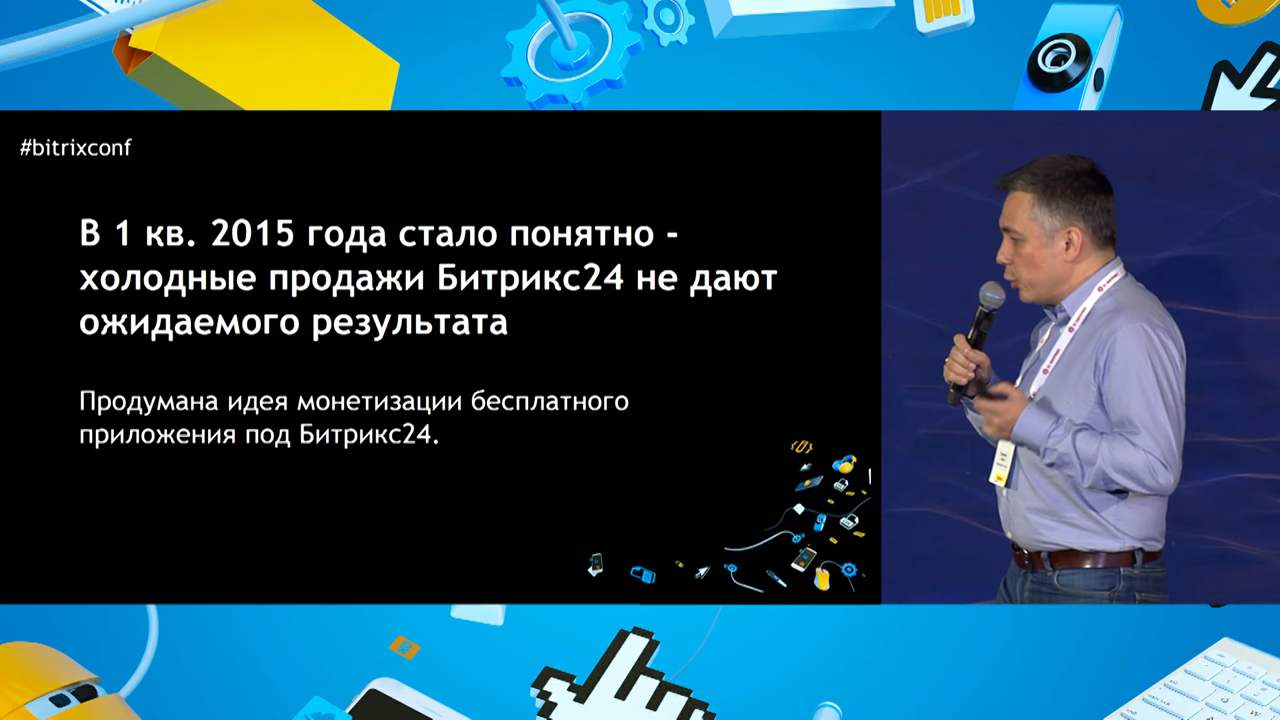 #bitrixconf
В 1 кв. 2015 года стало понятно -
холодные продажи Битрикс24 не дают
ожидаемого результата
Продумана идея монетизации бесплатного
приложения под Битрикс24.